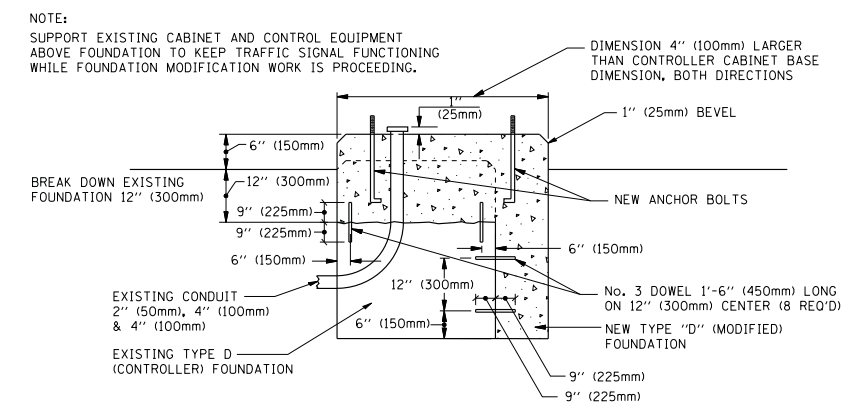 NOTE:
SUPPORT EXISTING CABINET AND CONTROL EQUIPMENT
ABOVE FOUNDATION TO KEEP TRAFFIC SIGNAL FUNCTIONING
WHILE FOUNDATION MODIFICATION WORK IS PROCEEDING.
DIMENSION 4'' (100mm) LARGER
THAN CONTROLLER CABINET BASE
DIMENSION, BOTH DIRECTIONS
1''
(25mm)
1'' (25mm) BEVEL
6'' (150mm)
BREAK DOWN EXISTING
FOUNDATION 12'' (300mm)
12'' (300mm)
NEW ANCHOR BOLTS
9'' (225mm)
9'' (225mm)
6'' (150mm)
6'' (150mm)
12'' (300mm)
No. 3 DOWEL 1'-6'' (450mm) LONG
ON 12'' (300mm) CENTER (8 REQ'D)
EXISTING CONDUIT
2'' (50mm), 4'' (100mm)
& 4'' (100mm)
6'' (150mm)
NEW TYPE "D" (MODIFIED)
FOUNDATION
EXISTING TYPE D
(CONTROLLER) FOUNDATION
9'' (225mm)
9'' (225mm)